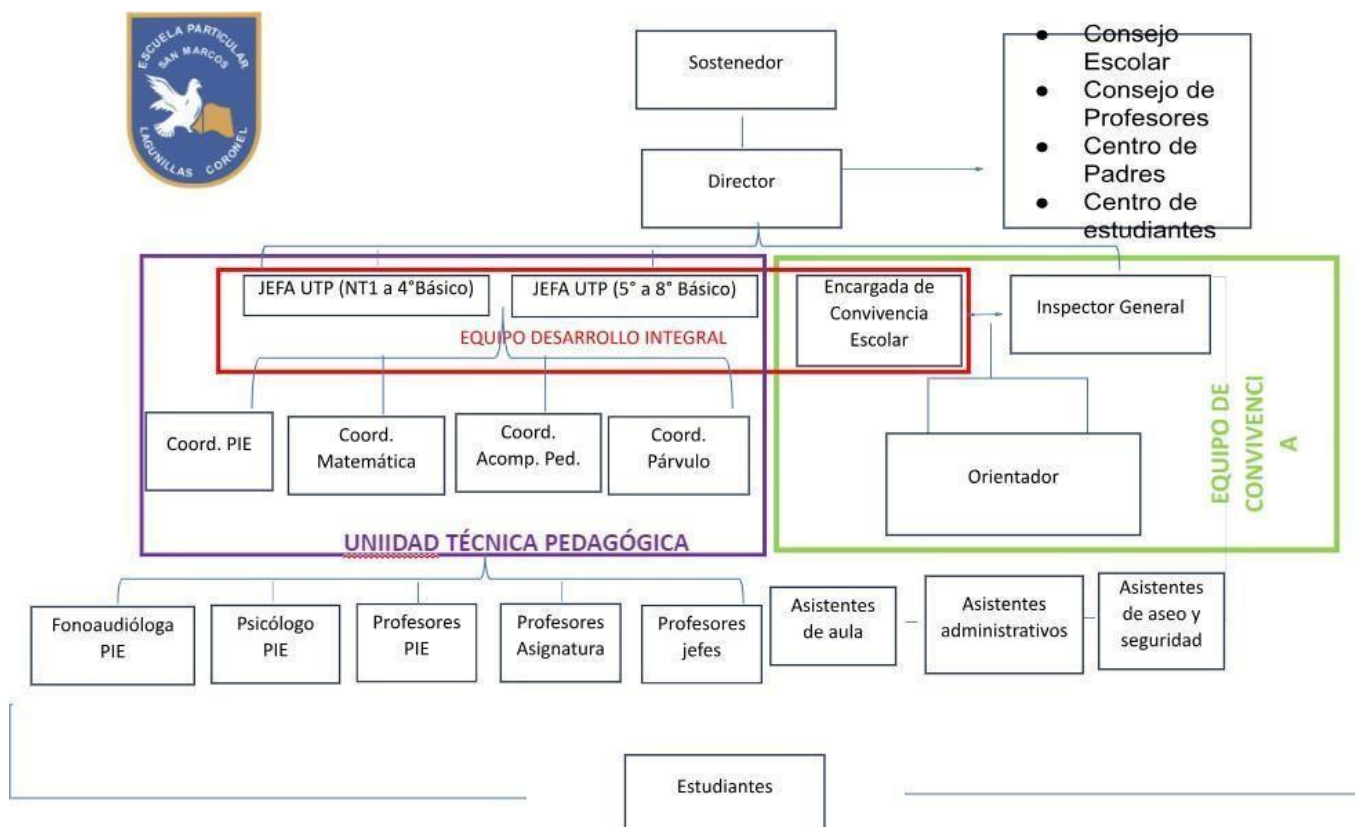 ESCUELA PARTICULAR
SAN MARCOS
LAGUNILLAS CORONEL
Sostenedor
● Consejo
Escolar
● Consejo de
Profesores
● Centro de
Padres
● Centro de
estudiantes
Director
JEFA UTP (NT1 a 4°Básico)
JEFA UTP (5° a 8° Básico)
Encargada de
Convivencia
Escolar
Inspector General
EQUIPO DESARROLLO INTEGRAL
EQUIPO DE
CONVIVENCI
A
Coord. PIE
Coord.
Matemática
Coord.
Acomp. Ped.
Coord.
Párvulo
Orientador
UNIIDAD TÉCNICA PEDAGÓGICA
Fonoaudióloga
PIE
Psicólogo
PIE
Profesores
PIE
Profesores
Asignatura
Profesores
jefes
Asistentes
de aula
Asistentes
administrativos
Asistentes
de aseo y
seguridad
Estudiantes